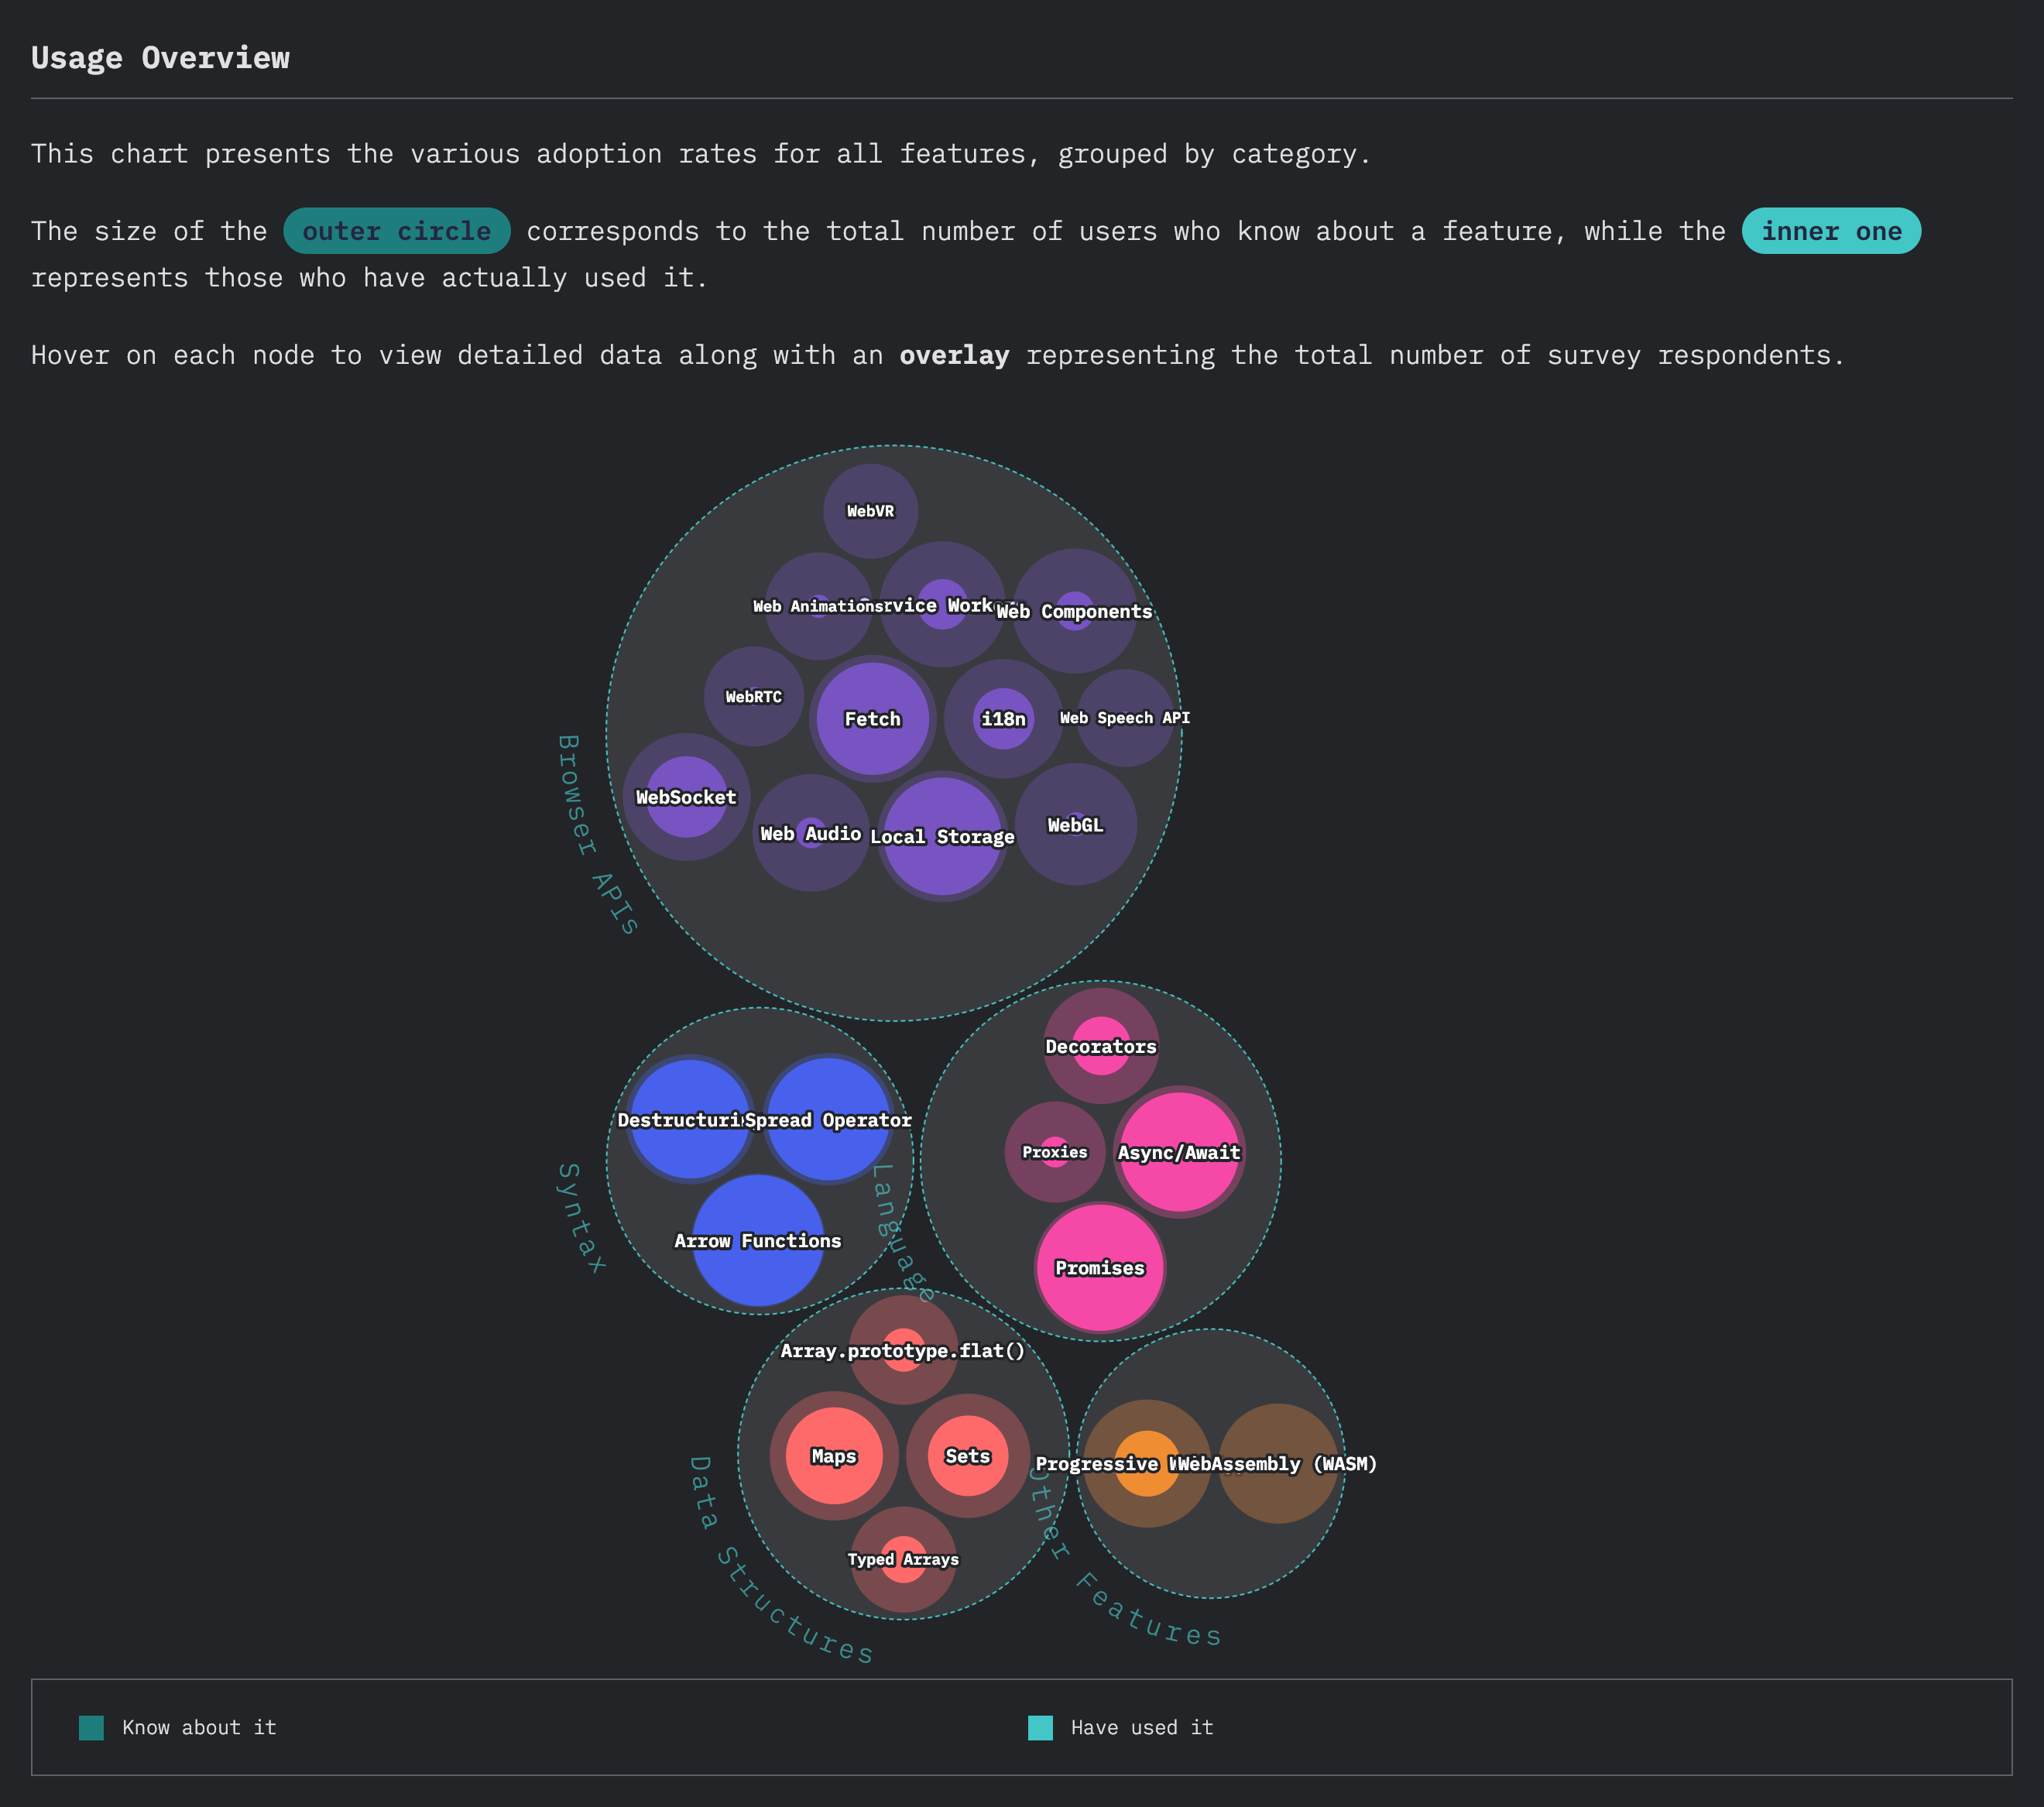 Usage Overview
This chart presents the various adoption rates for all features, grouped by category.
The size of the outer circle corresponds to the total number of users who know about a feature, while the inner one
represents those who have actually used it.
Hover on each node to view detailed data along with an overlay representing the total number of survey respondents.
WebVR
Web Animations
rvice Work
Web Components
WebRTC
Fetch
i18n
Web Speech API
WebSocket
Web Audio
Local Storage
WebGL
Browser APIs
Decorators
Destructuri
Spread Operator
Proxies
Async/Await
Arrow Functions
Promises
Syntax
Language
Array.prototype.flat()
Maps
Sets
Progressive
WebAssembly (WASM)
Typed Arrays
Data Structures
Other Features
Know about it
Have used it